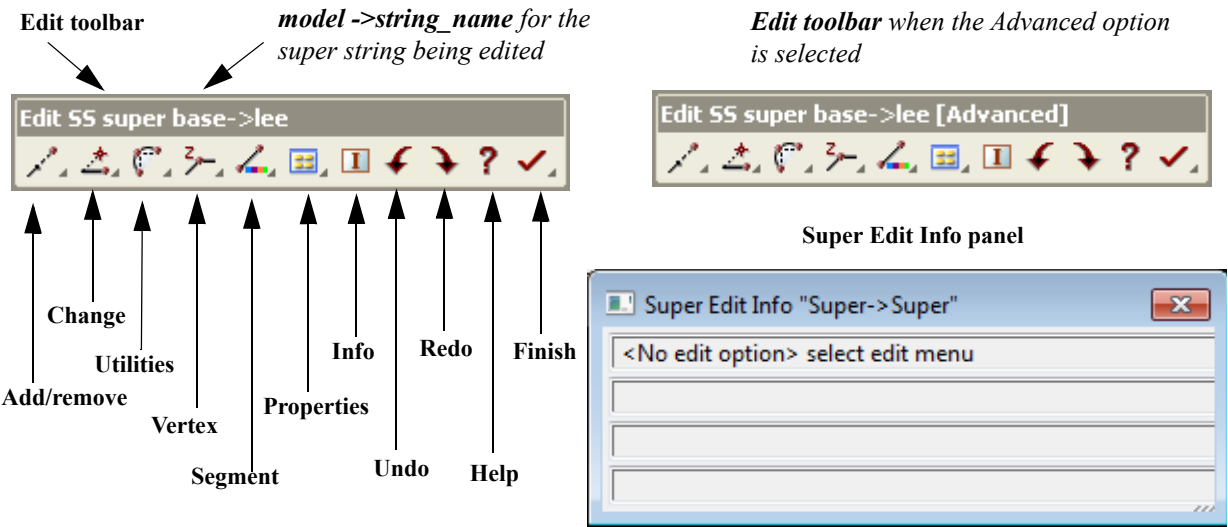 Edit toolbar
model ->string_name for the
super string being edited
Edit SS super base->lee
Change
Utilities
Info
Redo
Finish
Add/remove
Properties
Vertex
Segment
Undo
Help
Edit toolbar when the Advanced option
is selected
Edit SS super base->lee [Advanced]
Super Edit Info panel
Super Edit Info "Super->Super"
<No edit option> select edit menu